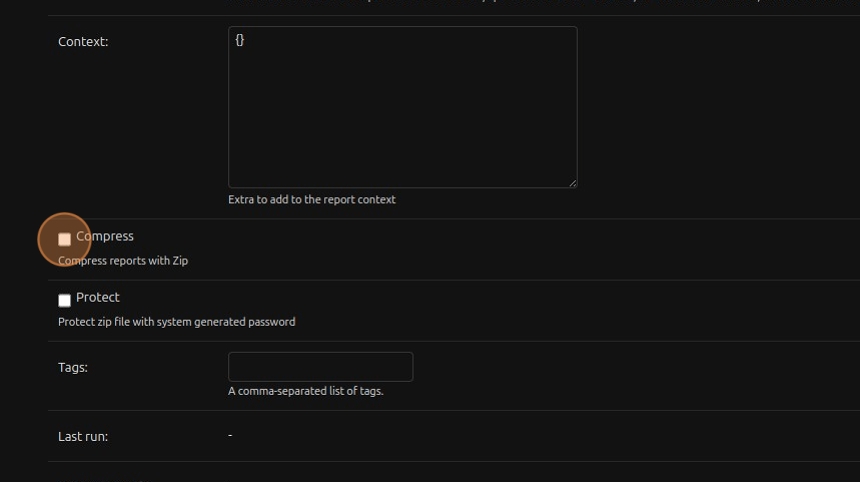 Context:
{}
Extra to add to the report context
Compress
Compress reports with Zip
Protect
Protect zip file with system generated password
Tags:
A comma-separated list of tags.
Last run:
-